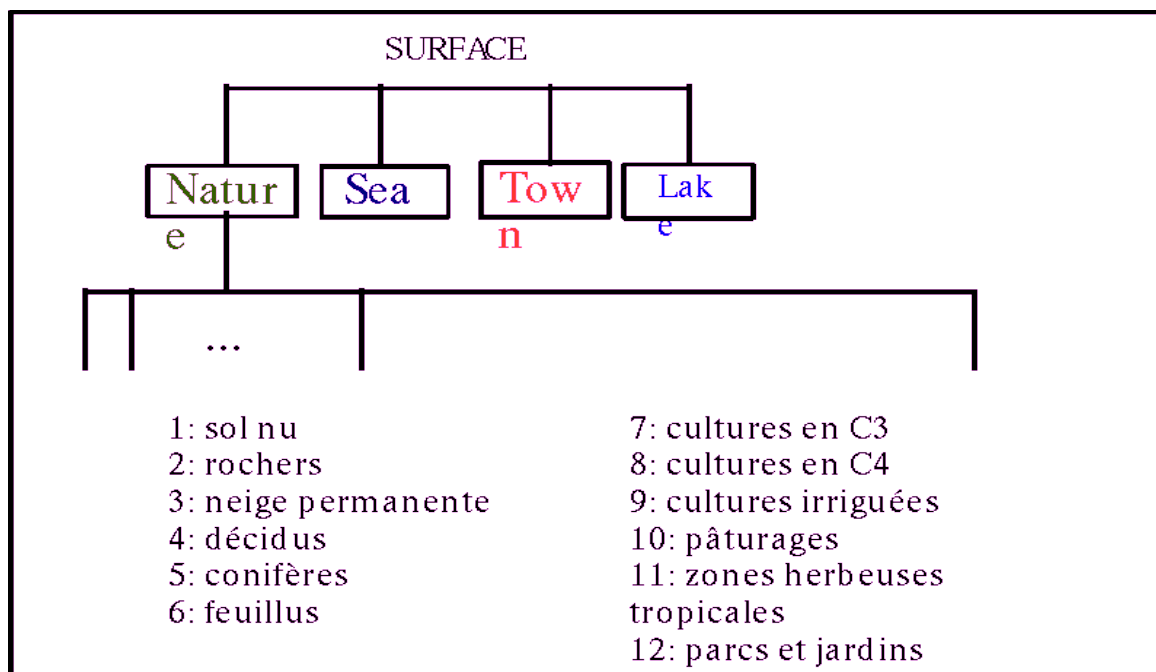 SURFACE
Natur
e
Sea
Tow
n
Lak
e
...
1: sol nu
2: rochers
3: neige permanente
4: décidus
5: conifères
6: feuillus
7: cultures en C3
8: cultures en C4
9: cultures irriguées
10: pâturages
11: zones herbeuses
tropicales
12: parcs et jardins